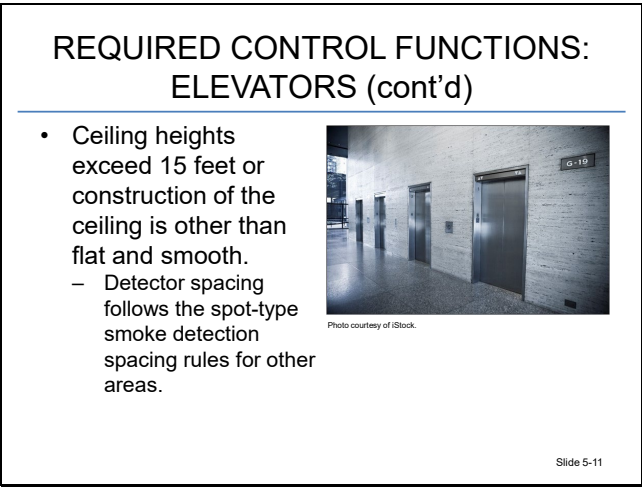 REQUIRED CONTROL FUNCTIONS:
ELEVATORS (cont’d)
• Ceiling heights
exceed 15 feet or
construction of the
ceiling is other than
flat and smooth.
– Detector spacing
follows the spot-type
smoke detection
spacing rules for other
areas.
G-19
Photo courtesy of iStock.
Slide 5-11